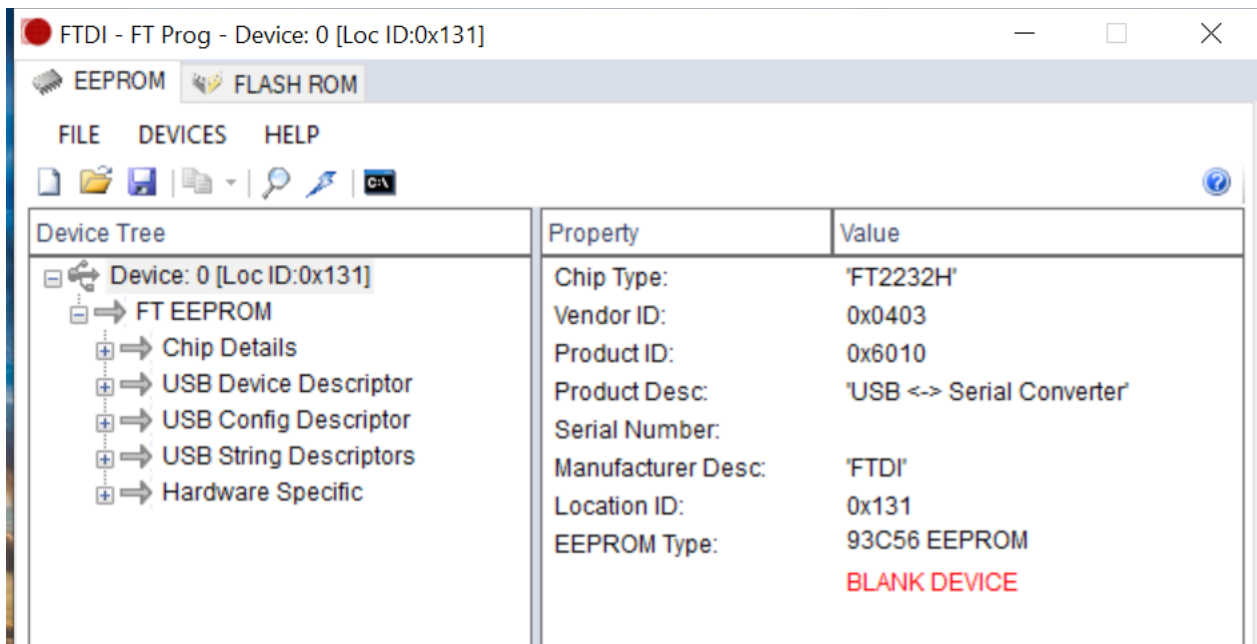 FTDI - FT Prog - Device: 0 [Loc ID:0x131]
EEPROM FLASH ROM
FILE DEVICES HELP
C:\
Device Tree
Device: 0 [Loc ID:0x131]
FT EEPROM
Chip Details
USB Device Descriptor
USB Config Descriptor
USB String Descriptors
Hardware Specific
Property Value
Chip Type: 'FT2232H'
Vendor ID: 0x0403
Product ID: 0x6010
Product Desc: 'USB <-> Serial Converter'
Serial Number:
Manufacturer Desc: 'FTDI'
Location ID: 0x131
EEPROM Type: 93C56 EEPROM
BLANK DEVICE